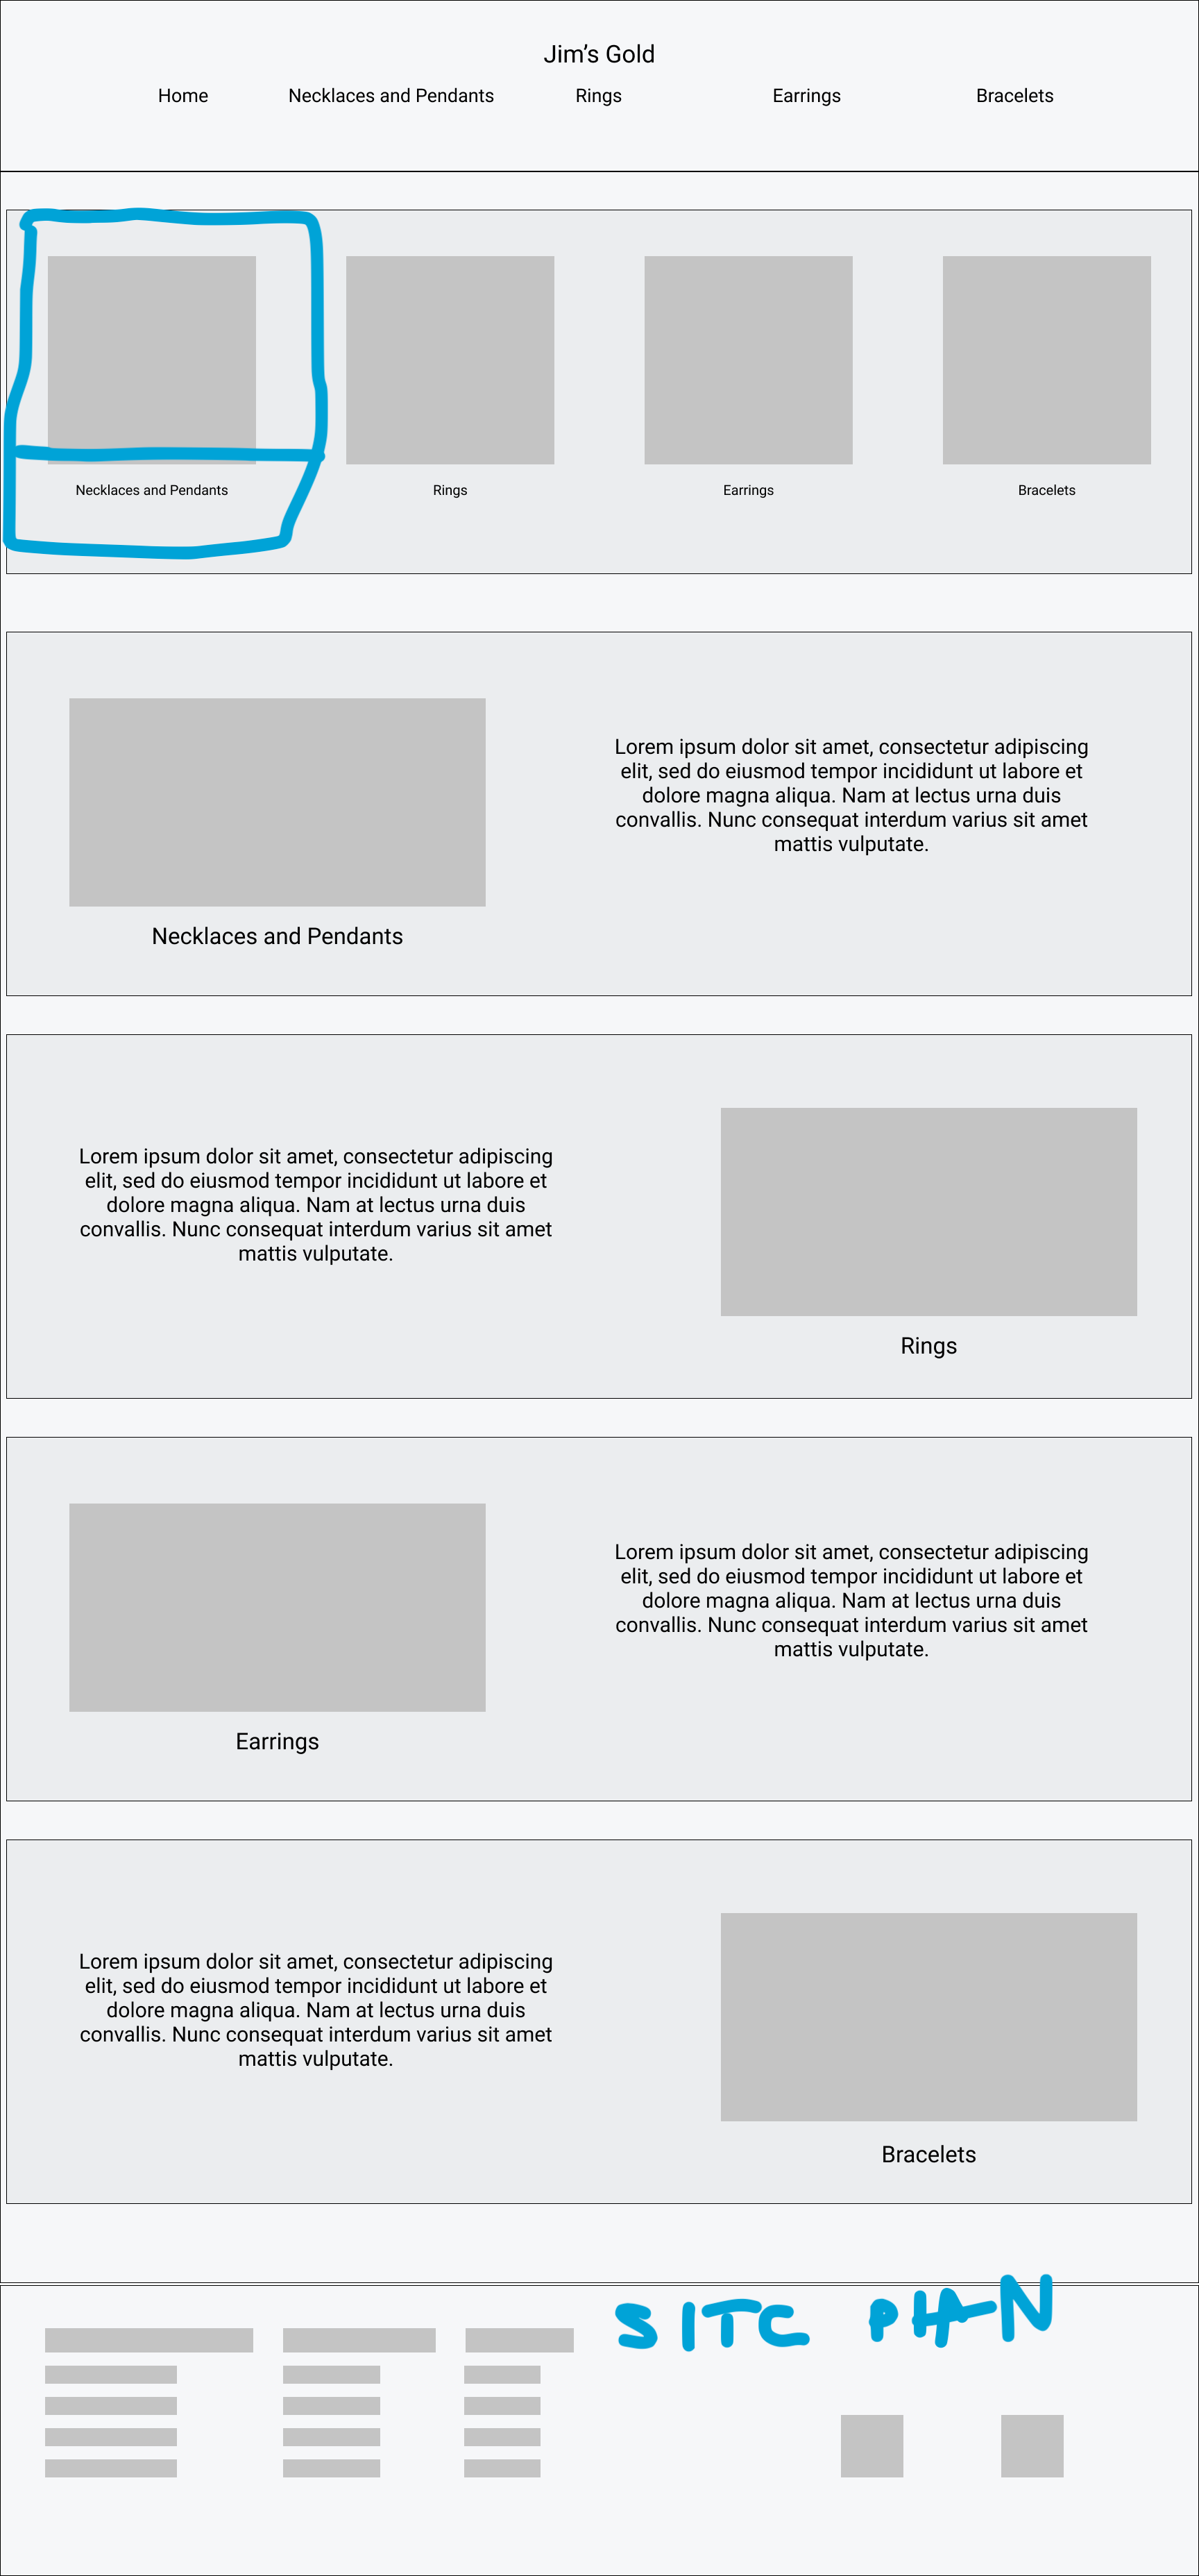 Jim’s Gold
Home Necklaces and Pendants Rings Earrings Bracelets
Necklaces and Pendants Rings Earrings Bracelets
Lorem ipsum dolor sit amet, consectetur adipiscing
elit, sed do eiusmod tempor incididunt ut labore et
dolore magna aliqua. Nam at lectus urna duis
convallis. Nunc consequat interdum varius sit amet
mattis vulputate.
Necklaces and Pendants
Lorem ipsum dolor sit amet, consectetur adipiscing
elit, sed do eiusmod tempor incididunt ut labore et
dolore magna aliqua. Nam at lectus urna duis
convallis. Nunc consequat interdum varius sit amet
mattis vulputate.
Rings
Lorem ipsum dolor sit amet, consectetur adipiscing
elit, sed do eiusmod tempor incididunt ut labore et
dolore magna aliqua. Nam at lectus urna duis
convallis. Nunc consequat interdum varius sit amet
mattis vulputate.
Earrings
Lorem ipsum dolor sit amet, consectetur adipiscing
elit, sed do eiusmod tempor incididunt ut labore et
dolore magna aliqua. Nam at lectus urna duis
convallis. Nunc consequat interdum varius sit amet
mattis vulputate.
Bracelets